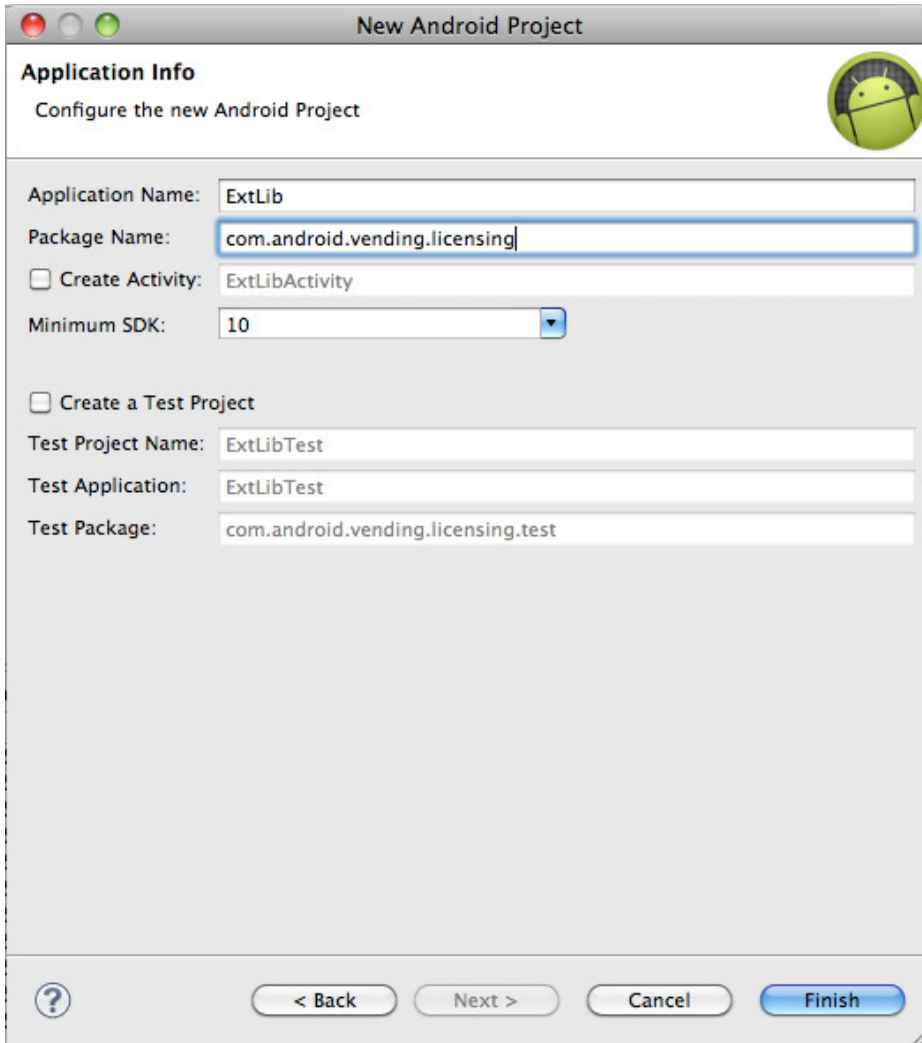 New Android Project
Application Info
Configure the new Android Project
Application Name: ExtLib
Package Name: com.android.vending.licensing
Create Activity: ExtLibActivity
Minimum SDK: 10
Create a Test Project
Test Project Name: ExtLibTest
Test Application: ExtLibTest
Test Package: com.android.vending.licensing.test
? < Back Next > Cancel Finish